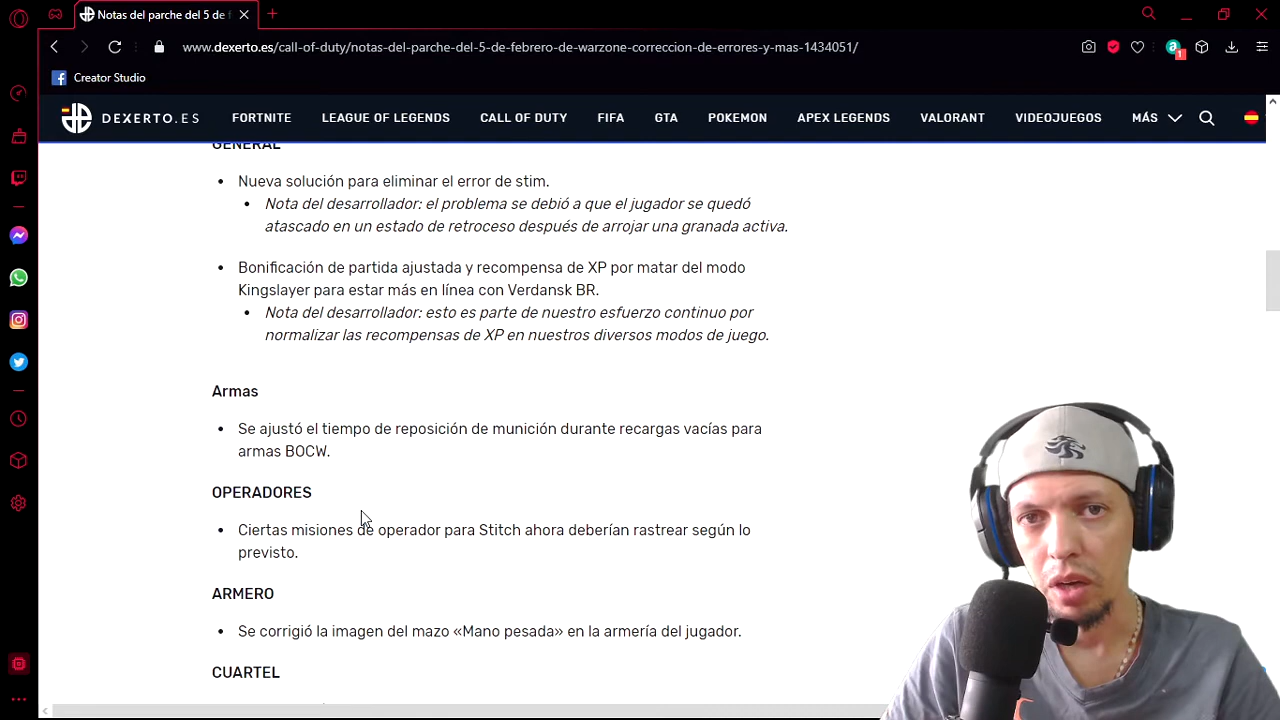 Notas del parche del 5 de f
www.dexerto.es/call-of-duty/notas-del-parche-del-5-de-febrero-de-warzone-correccion-de-errores-y-mas-1434051/
1
Creator Studio
DEXERTO.ES FORTNITE LEAGUE OF LEGENDS CALL OF DUTY FIFA GTA POKEMON APEX LEGENDS VALORANT VIDEOJUEGOS MÁS
GENERAL
Nueva solución para eliminar el error de stim.
Nota del desarrollador: el problema se debió a que el jugador se quedó
atascado en un estado de retroceso después de arrojar una granada activa.
Bonificación de partida ajustada y recompensa de XP por matar del modo
Kingslayer para estar más en línea con Verdansk BR.
Nota del desarrollador: esto es parte de nuestro esfuerzo continuo por
normalizar las recompensas de XP en nuestros diversos modos de juego.
Armas
Se ajustó el tiempo de reposición de munición durante recargas vacías para
armas BOCW.
OPERADORES
Ciertas misiones de operador para Stitch ahora deberían rastrear según lo
previsto.
ARMERO
Se corrigió la imagen del mazo «Mano pesada» en la armería del jugador.
CUARTEL